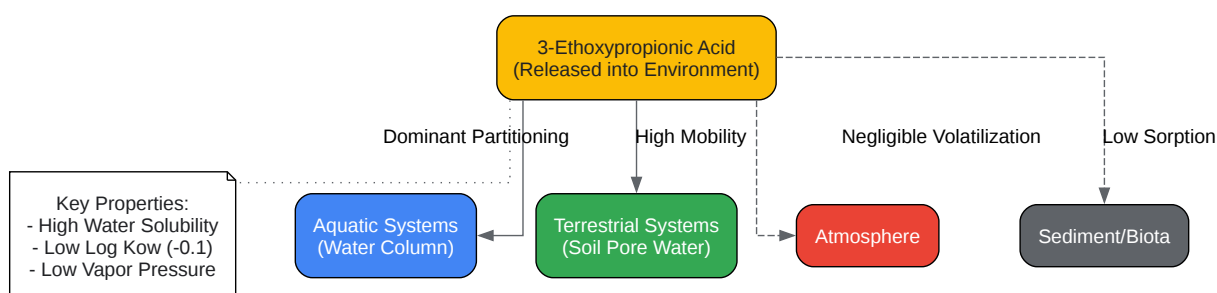 3-Ethoxypropionic Acid
(Released into Environment)
Dominant Partitioning
High Mobility
Negligible Volatilization
Low Sorption
Key Properties:
- High Water Solubility
- Low Log Kow (-0.1)
- Low Vapor Pressure
Aquatic Systems
(Water Column)
Terrestrial Systems
(Soil Pore Water)
Atmosphere
Sediment/Biota